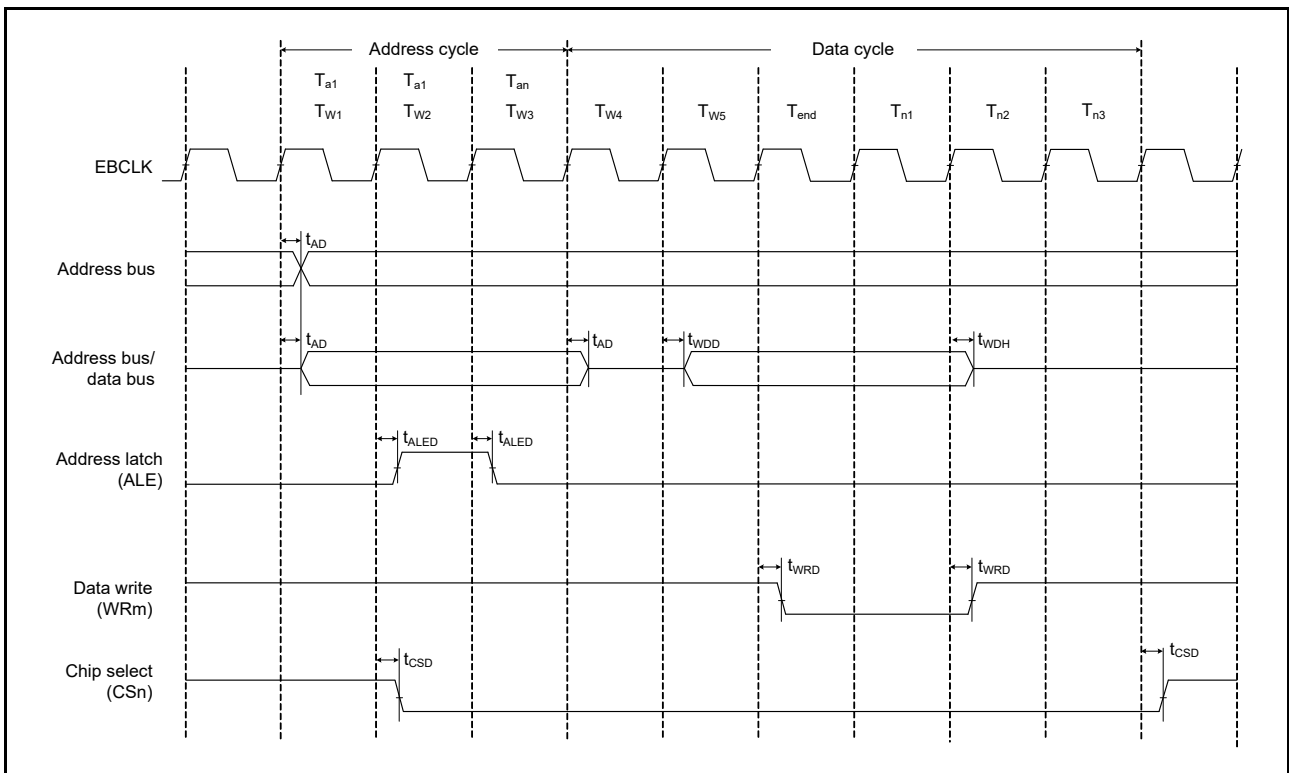 Address cycle Data cycle
Ta1 Ta1 Tan
TW1 TW2 TW3 TW4 TW5 Tend Tn1 Tn2 Tn3
EBCLK
tAD
Address bus
tAD tAD tWDD tWDH
Address bus/
data bus
tALED tALED
Address latch
(ALE)
tWRD tWRD
Data write
(WRm)
tCSD tCSD
Chip select
(CSn)